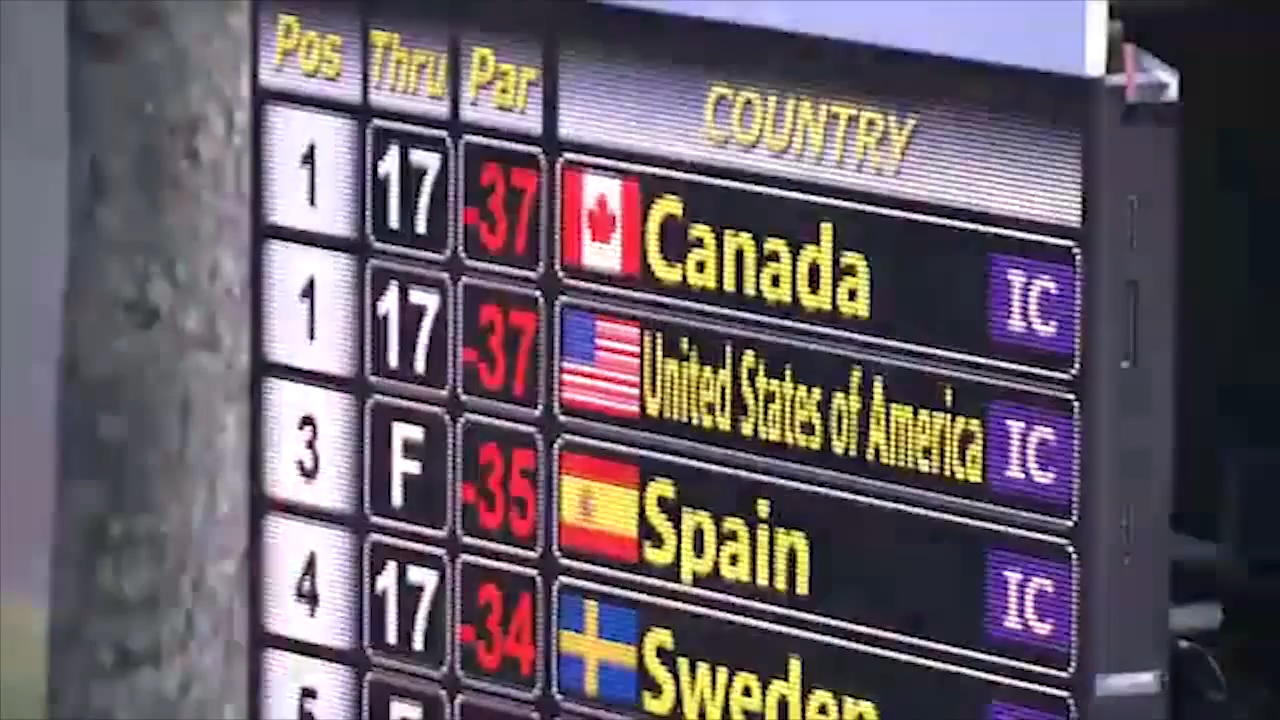 Pos Thru Par COUNTRY
1 17 -37 Canada IC
1 17 -37 United States of America IC
3 F -35 Spain IC
4 17 -34 Sweden
5